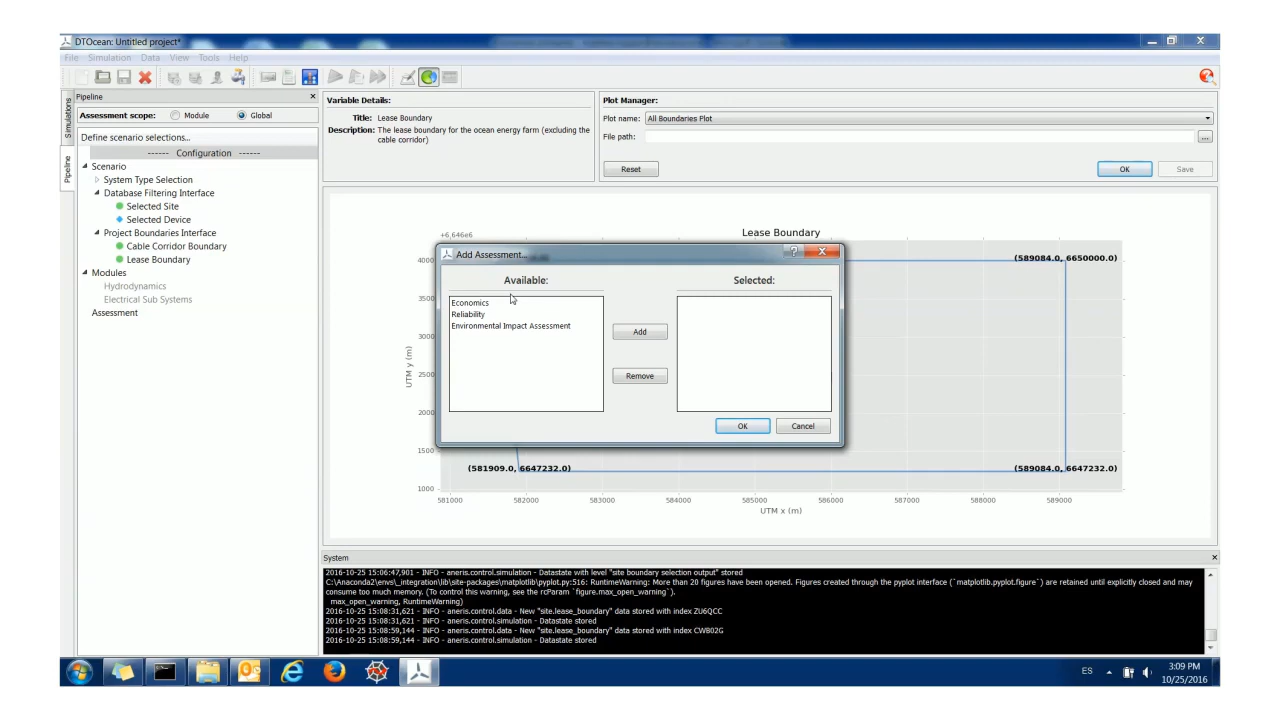 DTOcean: Untitled project*
File Simulation Data View Tools Help
Simulations
Pipeline
Pipeline
Assessment scope: Module Global
Define scenario selections...
------ Configuration ------
Scenario
System Type Selection
Database Filtering Interface
Selected Site
Selected Device
Project Boundaries Interface
Cable Corridor Boundary
Lease Boundary
Modules
Hydrodynamics
Electrical Sub Systems
Assessment
Variable Details:
Title: Lease Boundary
Description: The lease boundary for the ocean energy farm (excluding the
cable corridor)
Plot Manager:
Plot name: All Boundaries Plot
File path: ...
Reset OK Save
Lease Boundary
+6.646e6
4000
3500
3000
2500
2000
1500
1000
UTM y (m)
(589084.0, 6650000.0)
(581909.0, 6647232.0)
(589084.0, 6647232.0)
581000 582000 583000 584000 585000 586000 587000 588000 589000
UTM x (m)
Add Assessment...
Available:
Economics
Reliability
Environmental Impact Assessment
Add
Remove
Selected:
OK Cancel
System
2016-10-25 15:06:47,901 - INFO - aneris.control.simulation - Datastate with level "site boundary selection output" stored
C:\Anaconda2\envs\_integration\lib\site-packages\matplotlib\pyplot.py:516: RuntimeWarning: More than 20 figures have been opened. Figures created through the pyplot interface (`matplotlib.pyplot.figure`) are retained until explicitly closed and may
consume too much memory. (To control this warning, see the rcParam `figure.max_open_warning`).
max_open_warning, RuntimeWarning)
2016-10-25 15:08:31,621 - INFO - aneris.control.data - New "site.lease_boundary" data stored with index ZU6QCC
2016-10-25 15:08:31,621 - INFO - aneris.control.simulation - Datastate stored
2016-10-25 15:08:59,144 - INFO - aneris.control.data - New "site.lease_boundary" data stored with index CWB02G
2016-10-25 15:08:59,144 - INFO - aneris.control.simulation - Datastate stored
ES
3:09 PM
10/25/2016